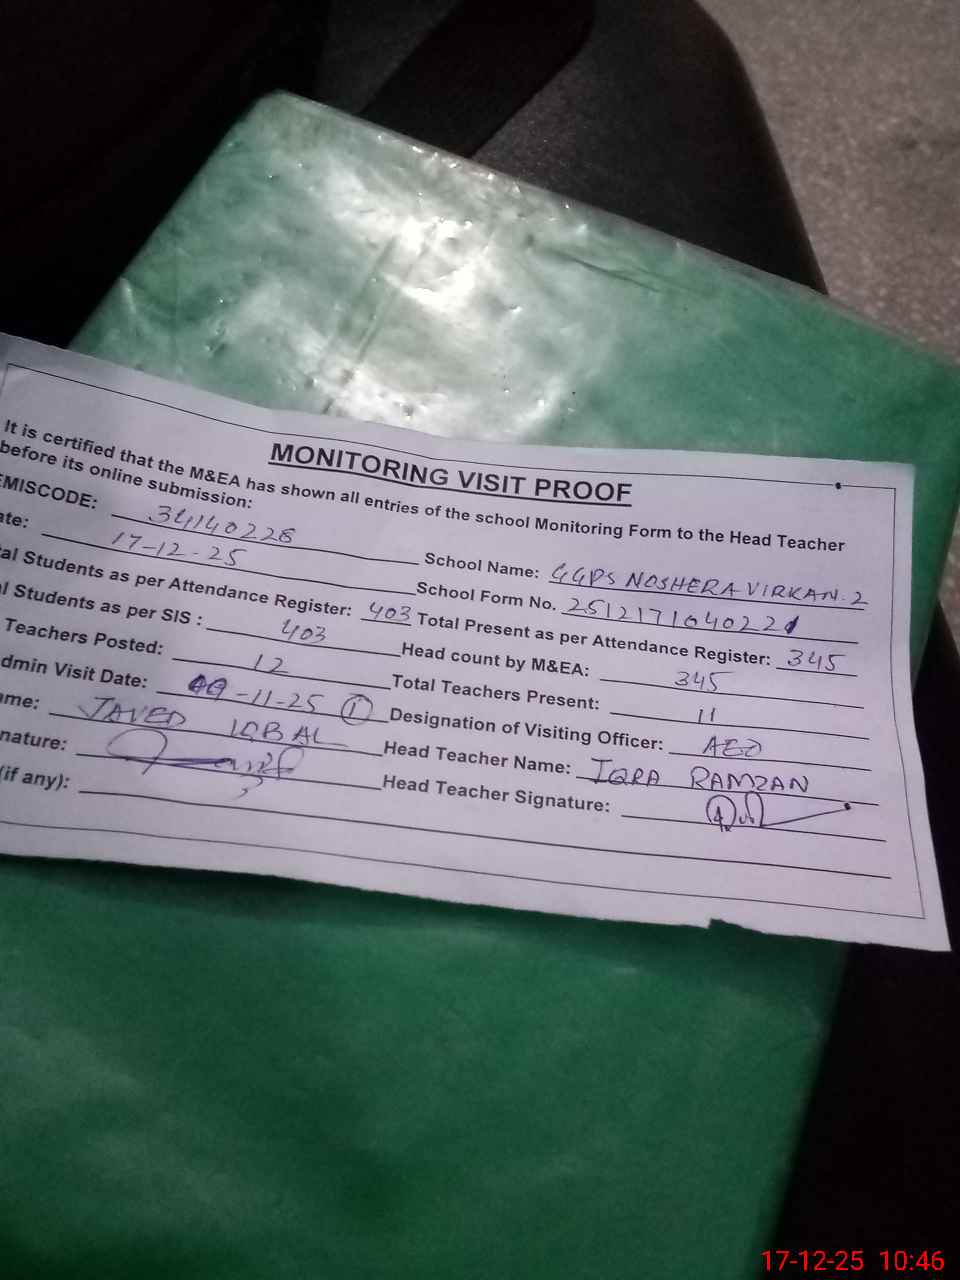 MONITORING VISIT PROOF
It is certified that the M&EA has shown all entries of the school Monitoring Form to the Head Teacher
before its online submission:
EMISCODE: 34140228 School Name: GGPS NOSHERA VIRKAN.2
ate: 17-12-25 School Form No.
al Students as per Attendance Register: 403 Total Present as per Attendance Register: 345
l Students as per SIS : 403 Head count by M&EA: 345
Teachers Posted: 12 Total Teachers Present: 11
dmin Visit Date: -11-25 1 Designation of Visiting Officer: AEO
ame: JAVED IQBAL Head Teacher Name: IQRA RAMZAN
nature: Head Teacher Signature:
(if any):
17-12-25 10:46